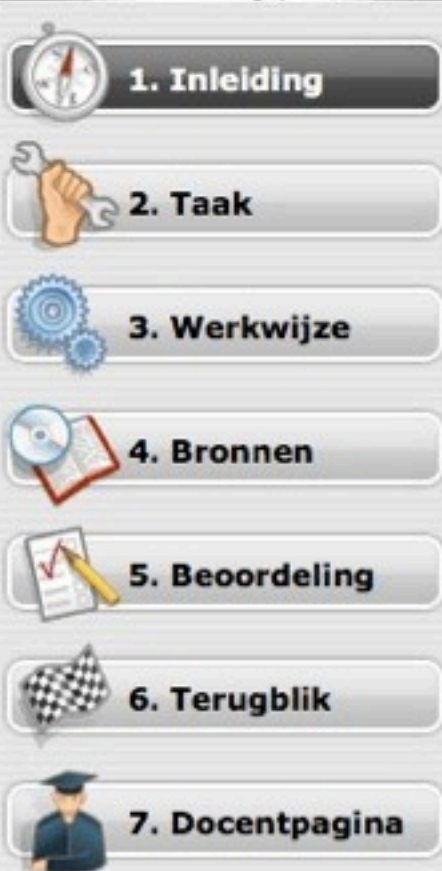 1. Inleiding
2. Taak
3. Werkwijze
4. Bronnen
5. Beoordeling
6. Terugblik
7. Docentpagina